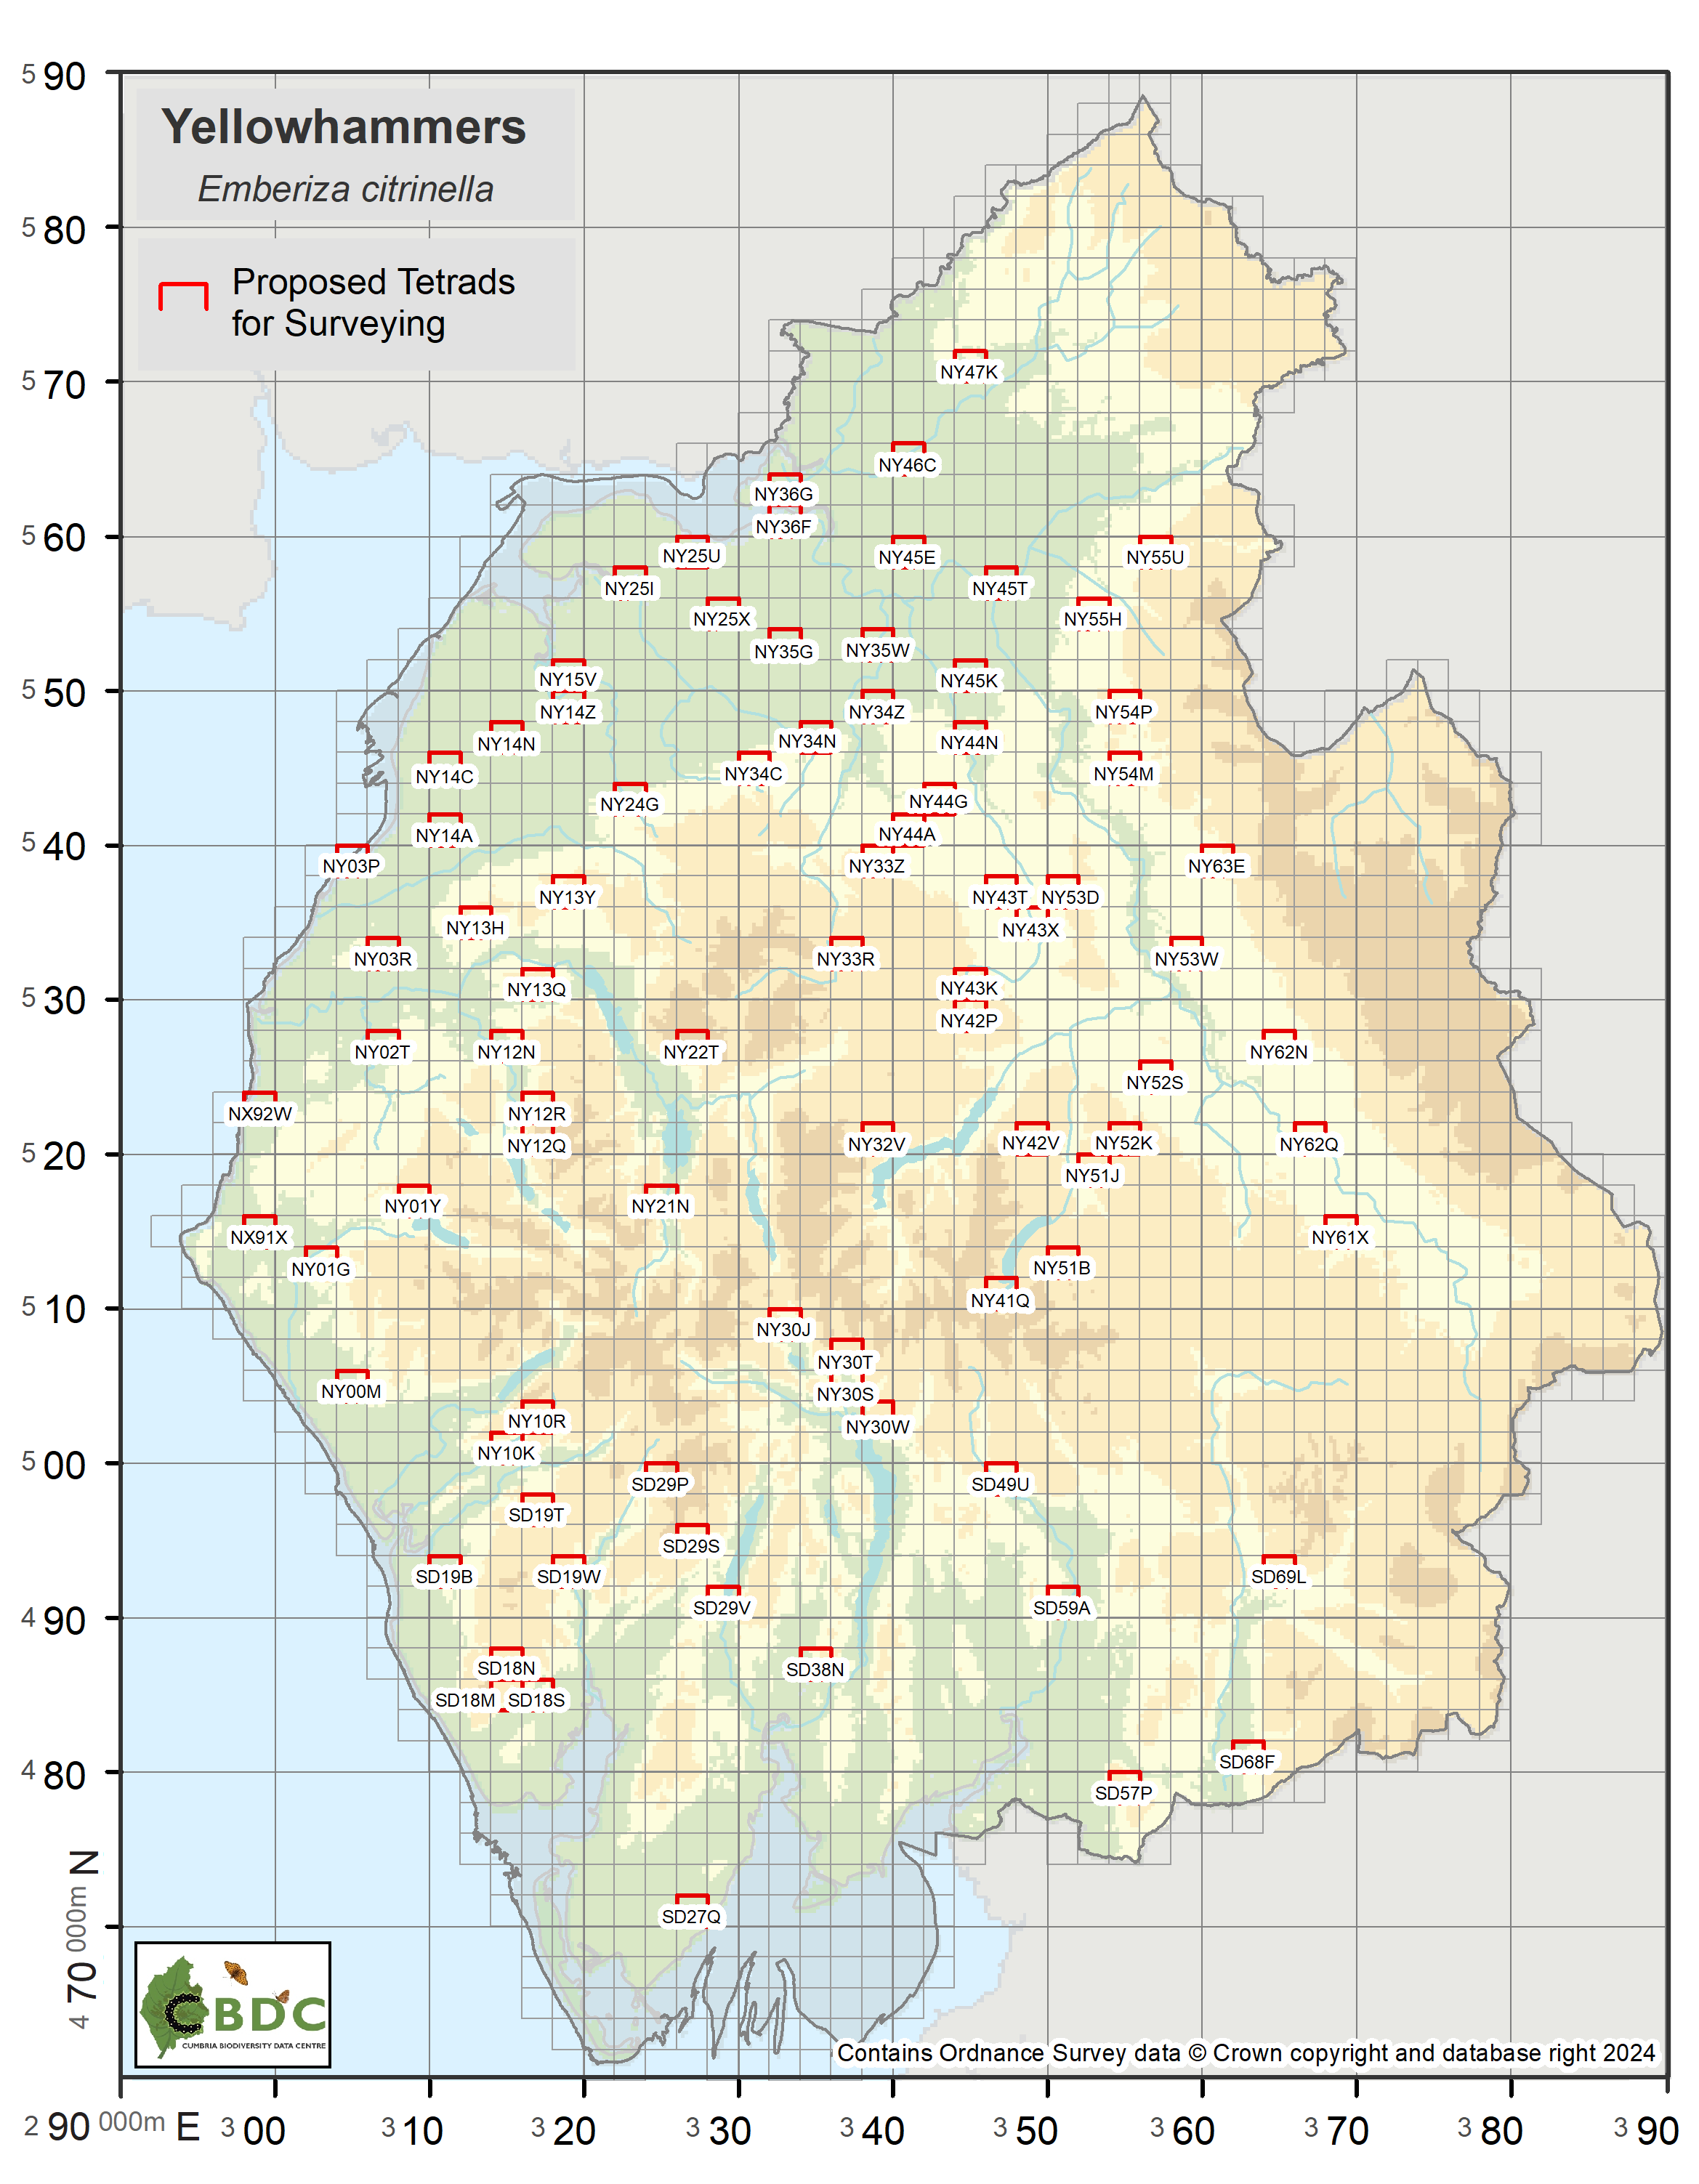 Yellowhammers
Emberiza citrinella
Proposed Tetrads
for Surveying
5 90
5 80
5 70
5 60
5 50
5 40
5 30
5 20
5 10
5 00
4 90
4 80
4 70 000m N
NY47K
NY46C
NY36G
NY36F
NY25U
NY45E
NY55U
NY25I
NY45T
NY25X
NY55H
NY35G
NY35W
NY15V
NY45K
NY14Z
NY34Z
NY54P
NY14N
NY34N
NY44N
NY14C
NY34C
NY54M
NY24G
NY44G
NY14A
NY44A
NY03P
NY33Z
NY63E
NY13Y
NY43T
NY53D
NY13H
NY43X
NY03R
NY33R
NY53W
NY13Q
NY43K
NY42P
NY02T
NY12N
NY22T
NY62N
NY52S
NX92W
NY12R
NY12Q
NY32V
NY42V
NY52K
NY62Q
NY51J
NY01Y
NY21N
NX91X
NY61X
NY01G
NY51B
NY41Q
NY30J
NY30T
NY00M
NY30S
NY10R
NY30W
NY10K
SD29P
SD49U
SD19T
SD29S
SD19B
SD19W
SD69L
SD29V
SD59A
SD18N
SD38N
SD18M
SD18S
SD68F
SD57P
SD27Q
CBDC
CUMBRIA BIODIVERSITY DATA CENTRE
Contains Ordnance Survey data © Crown copyright and database right 2024
2 90 000m E
3 00
3 10
3 20
3 30
3 40
3 50
3 60
3 70
3 80
3 90